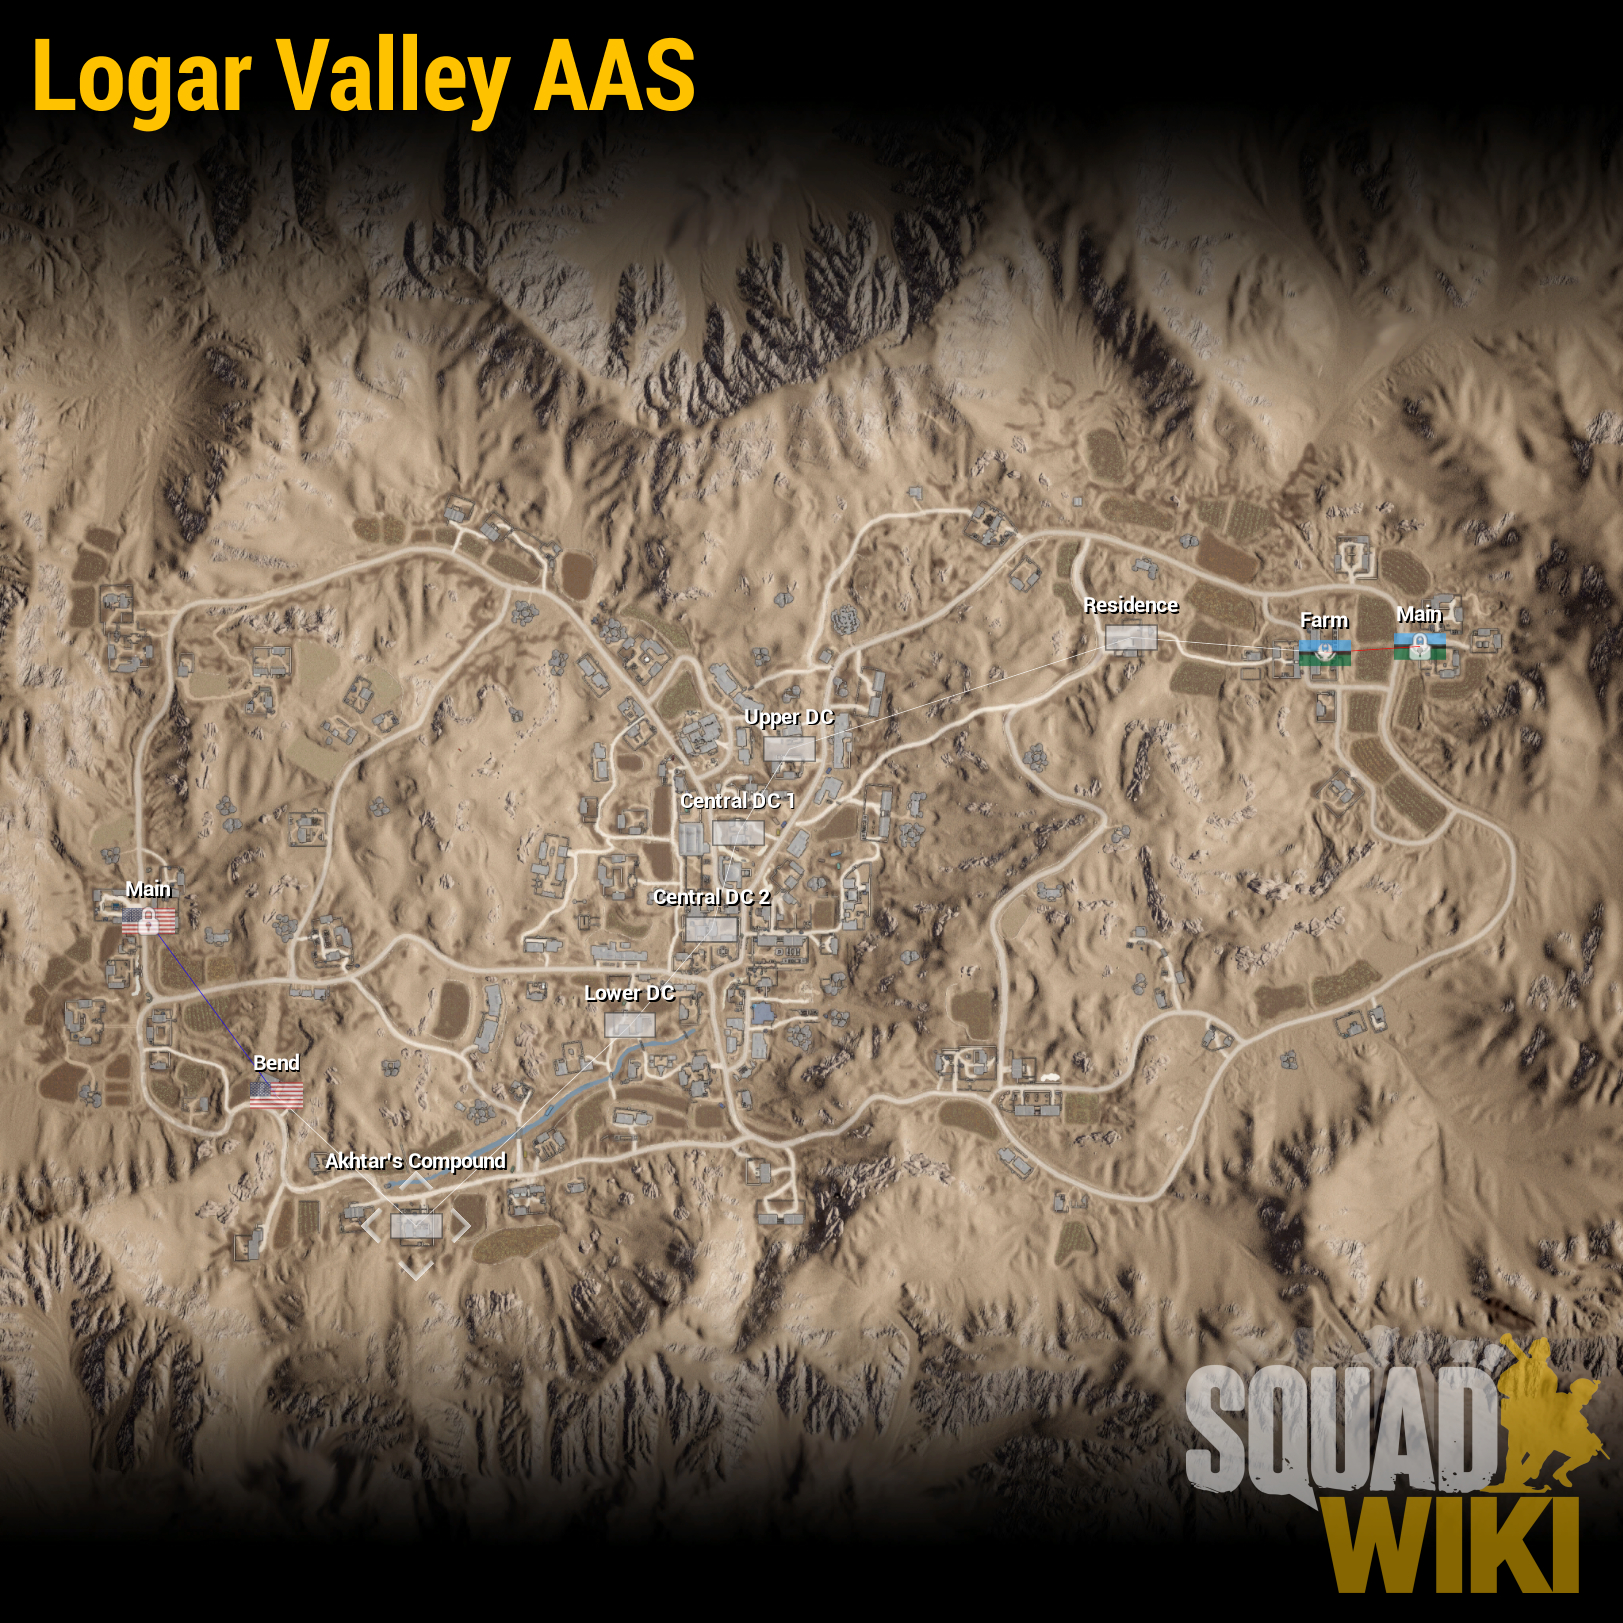 Logar Valley AAS
Residence
Farm
Main
Upper DC
Central DC 1
Main
Central DC 2
Lower DC
Bend
Akhtar's Compound
SQUAD
WIKI